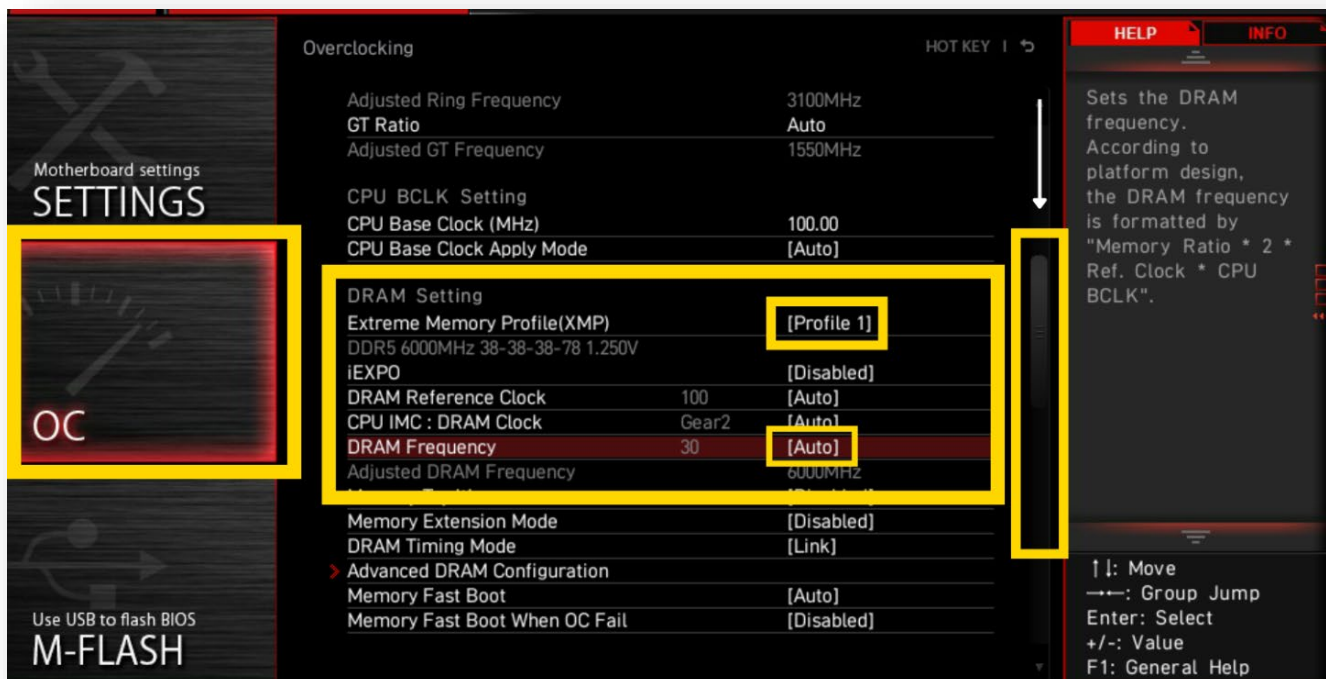 Motherboard settings
SETTINGS
OC
Use USB to flash BIOS
M-FLASH
Overclocking HOT KEY |
Adjusted Ring Frequency 3100MHz
GT Ratio Auto
Adjusted GT Frequency 1550MHz
CPU BCLK Setting
CPU Base Clock (MHz) 100.00
CPU Base Clock Apply Mode [Auto]
DRAM Setting
Extreme Memory Profile(XMP) [Profile 1]
DDR5 6000MHz 38-38-38-78 1.250V
iEXPO [Disabled]
DRAM Reference Clock 100 [Auto]
CPU IMC : DRAM Clock Gear2 [Auto]
DRAM Frequency 30 [Auto]
Adjusted DRAM Frequency 6000MHz
Memory Extension Mode [Disabled]
DRAM Timing Mode [Link]
Advanced DRAM Configuration
Memory Fast Boot [Auto]
Memory Fast Boot When OC Fail [Disabled]
HELP INFO
Sets the DRAM
frequency.
According to
platform design,
the DRAM frequency
is formatted by
"Memory Ratio * 2 *
Ref. Clock * CPU
BCLK".
↑↓: Move
→←: Group Jump
Enter: Select
+/-: Value
F1: General Help